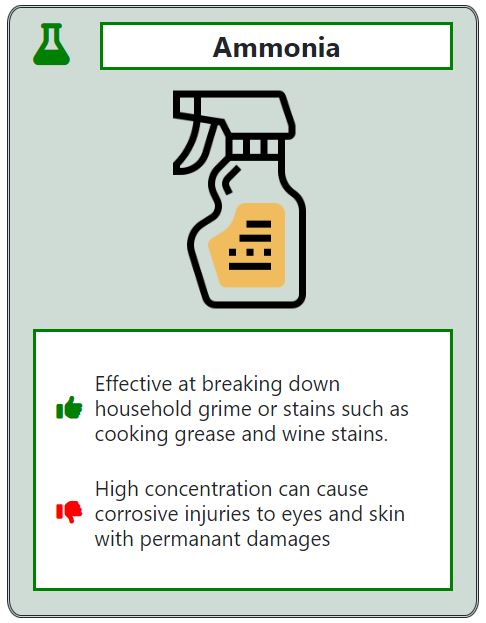 Ammonia
Effective at breaking down
household grime or stains such as
cooking grease and wine stains.
High concentration can cause
corrosive injuries to eyes and skin
with permanant damages